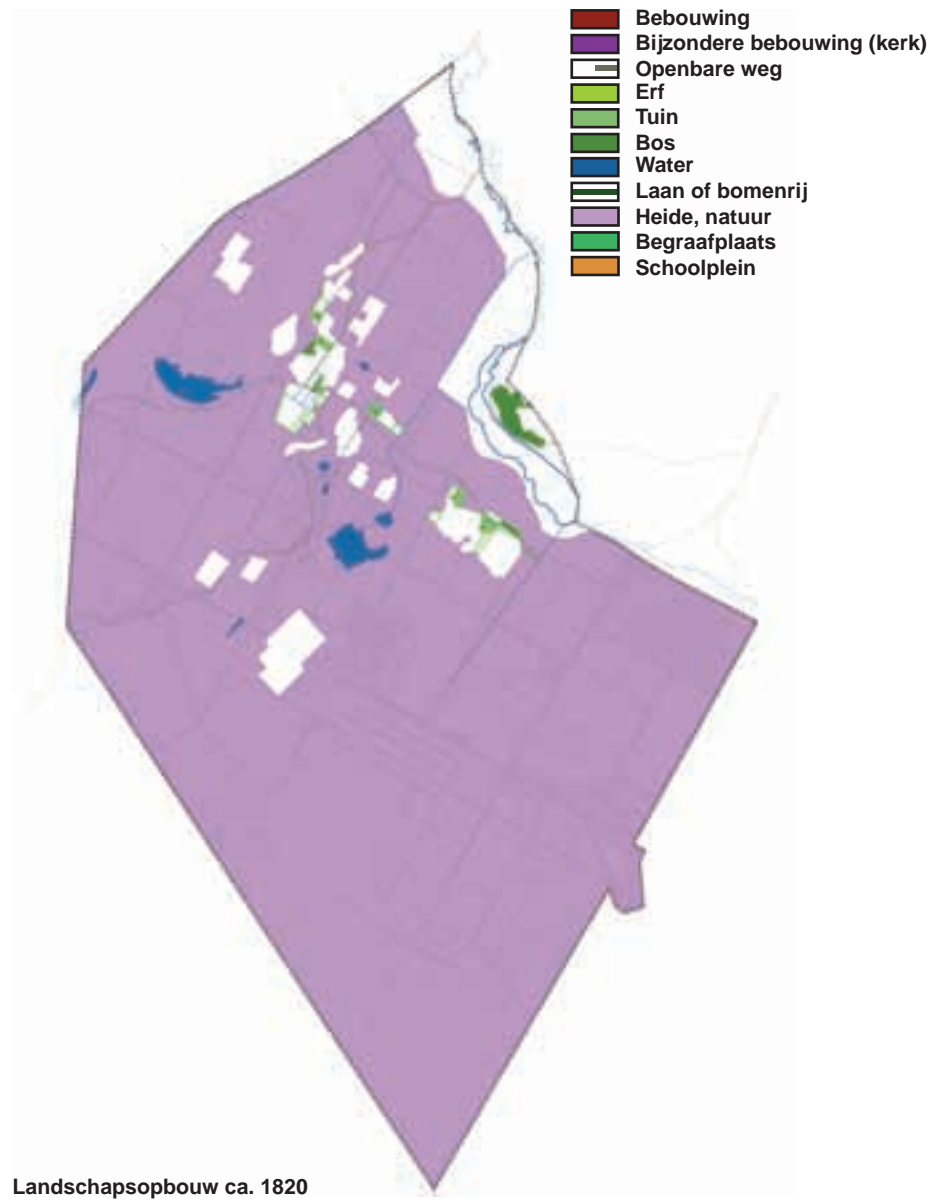 Bebouwing
Bijzondere bebouwing (kerk)
Openbare weg
Erf
Tuin
Bos
Water
Laan of bomenrij
Heide, natuur
Begraafplaats
Schoolplein
Landschapsopbouw ca. 1820